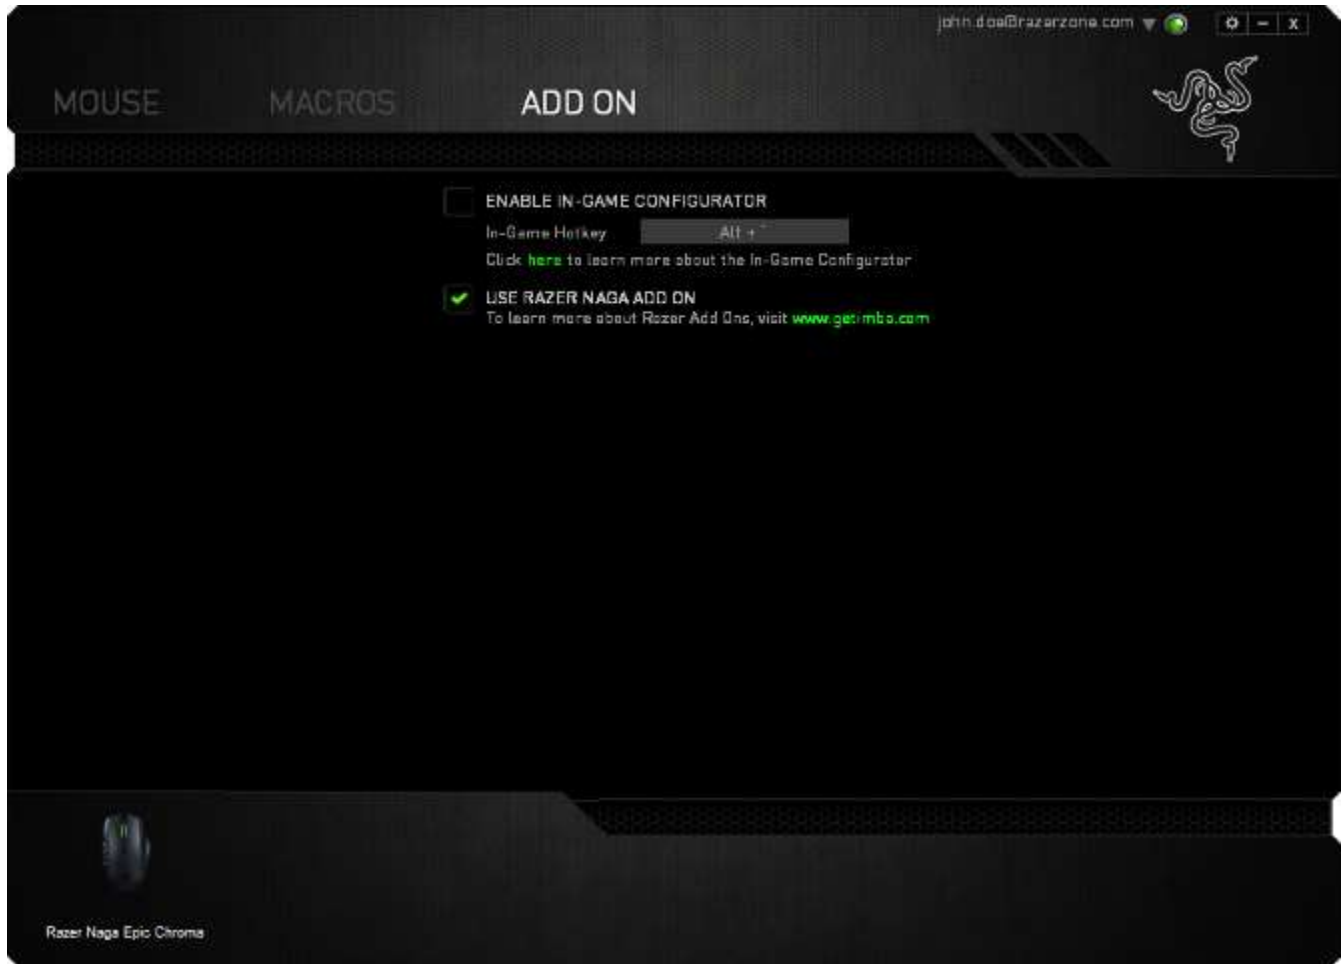 john.doe@razerzone.com
MOUSE MACROS ADD ON
ENABLE IN-GAME CONFIGURATOR
In-Game Hotkey Alt + `
Click here to learn more about the In-Game Configurator
USE RAZER NAGA ADD ON
To learn more about Razer Add Ons, visit www.getimba.com
Razer Naga Epic Chroma